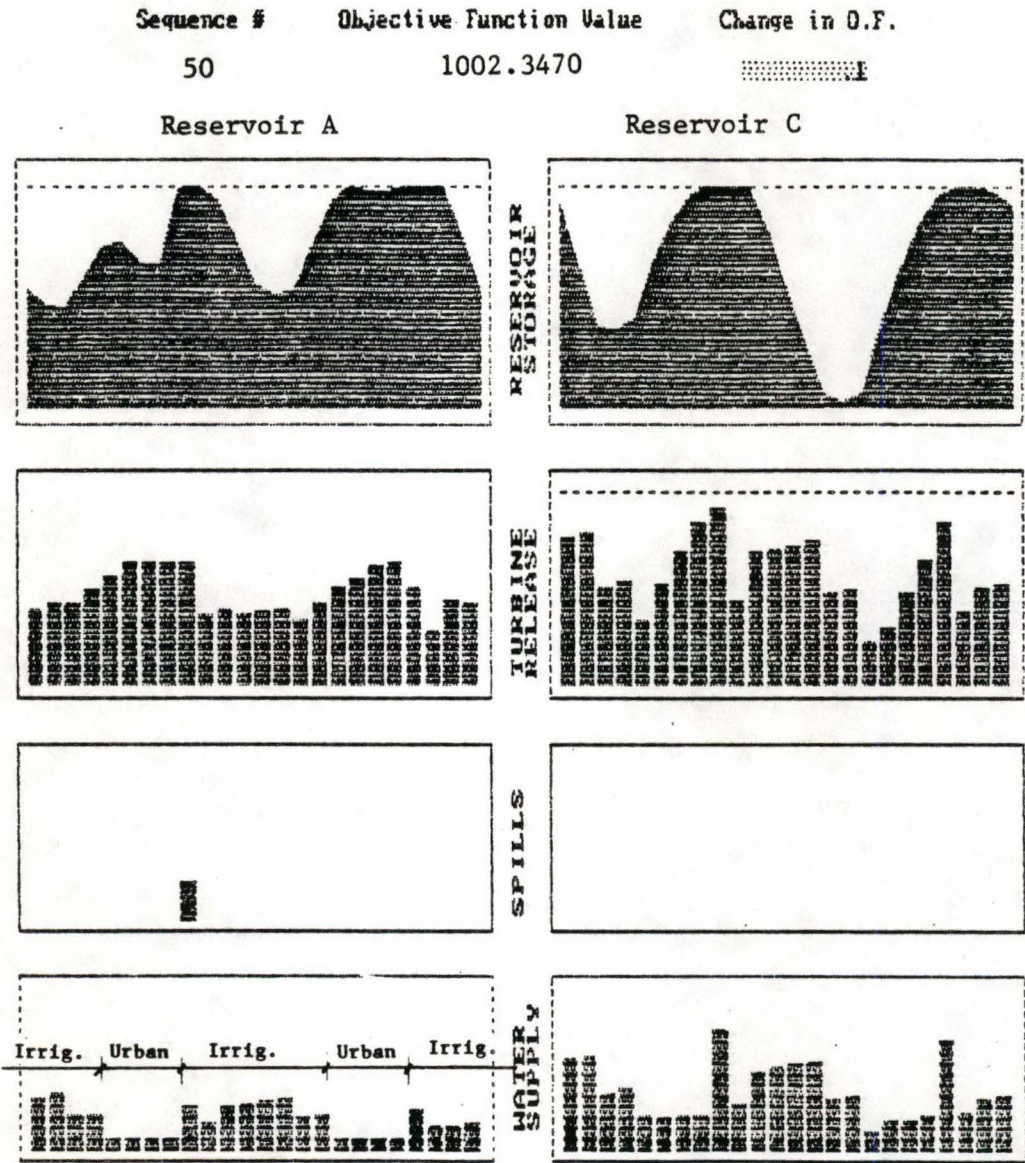 Sequence # Objective Function Value Change in O.F.
50 1002.3470 .1
Reservoir A Reservoir C
RESERVOIR
STORAGE
TURBINE
RELEASE
SPILLS
WATER
SUPPLY
Irrig. Urban Irrig. Urban Irrig.